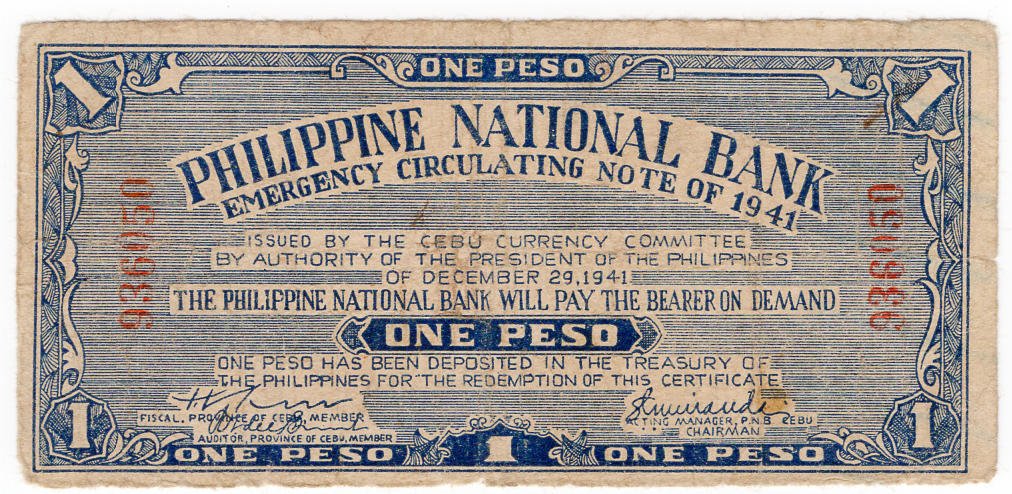 1 ONE PESO 1
PHILIPPINE NATIONAL BANK
EMERGENCY CIRCULATING NOTE OF 1941
936050 936050
ISSUED BY THE CEBU CURRENCY COMMITTEE
BY AUTHORITY OF THE PRESIDENT OF THE PHILIPPINES
OF DECEMBER 29, 1941
THE PHILIPPINE NATIONAL BANK WILL PAY THE BEARER ON DEMAND
ONE PESO
ONE PESO HAS BEEN DEPOSITED IN THE TREASURY OF
THE PHILIPPINES FOR THE REDEMPTION OF THIS CERTIFICATE
FISCAL, PROVINCE OF CEBU, MEMBER
AUDITOR, PROVINCE OF CEBU, MEMBER
ACTING MANAGER, P.N.B. CEBU
CHAIRMAN
1 ONE PESO 1 ONE PESO 1